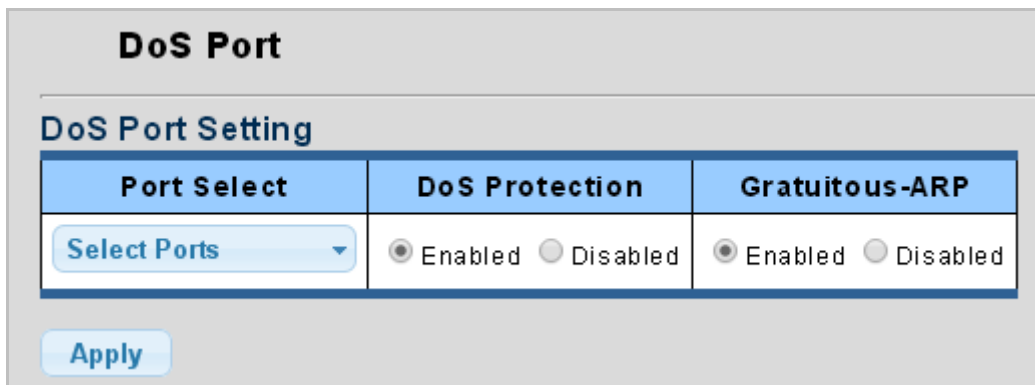 DoS Port
DoS Port Setting
Port Select DoS Protection Gratuitous-ARP
Select Ports Enabled Disabled Enabled Disabled
Apply